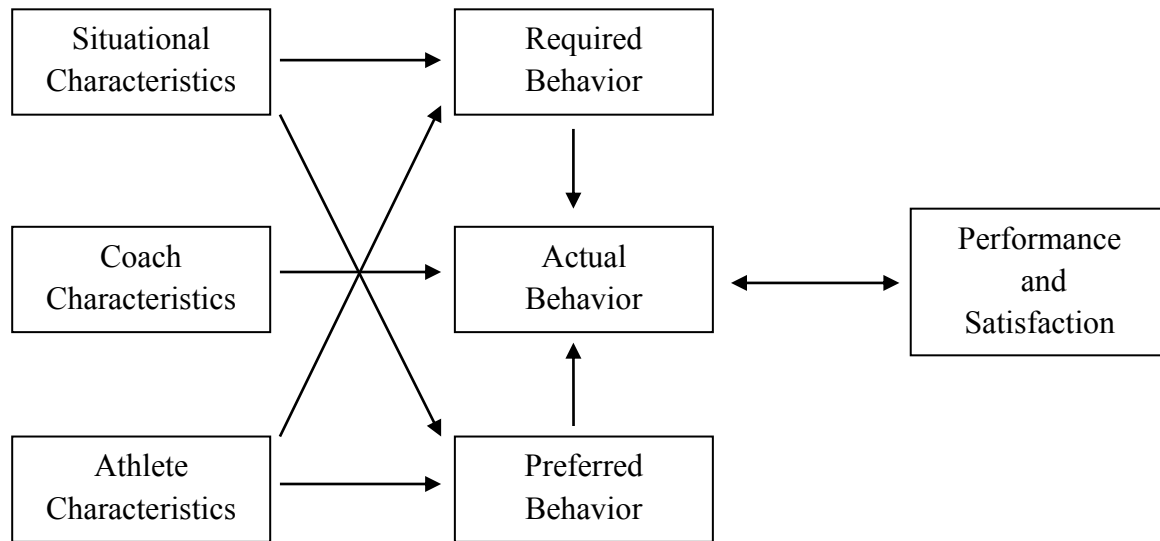 Situational
Characteristics
Required
Behavior
Coach
Characteristics
Actual
Behavior
Performance
and
Satisfaction
Athlete
Characteristics
Preferred
Behavior